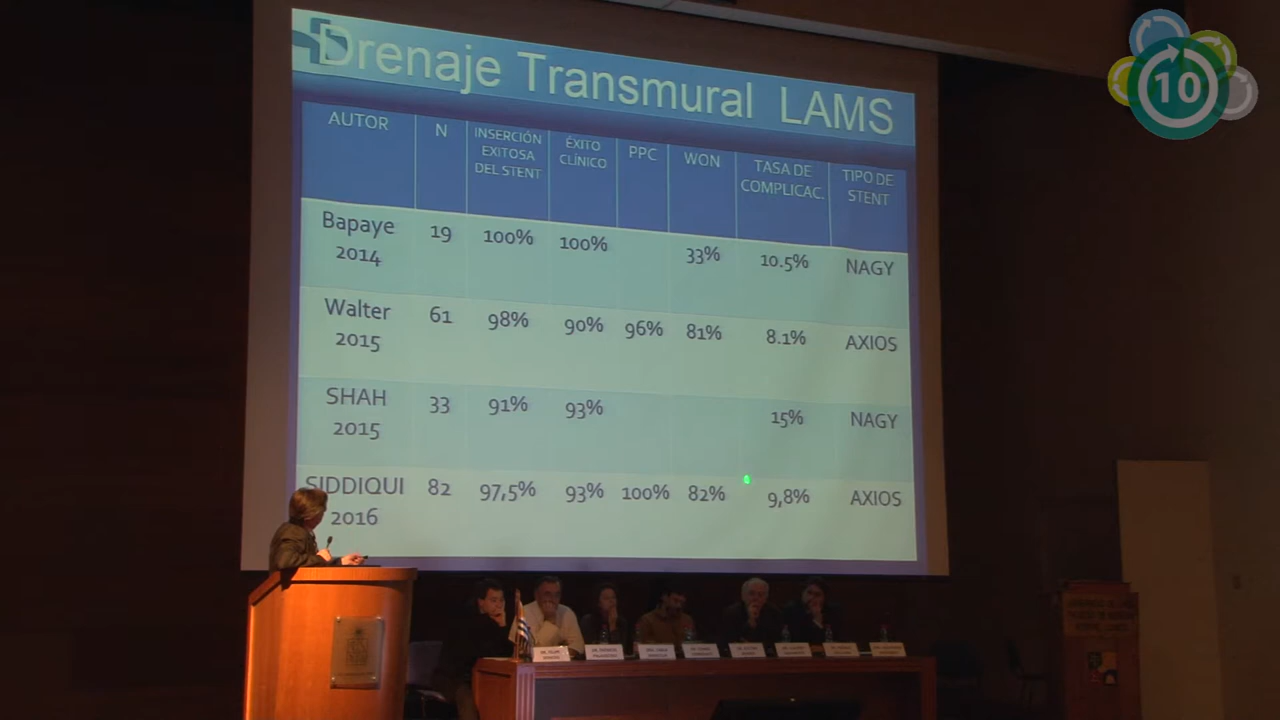 10
Drenaje Transmural LAMS
AUTOR
N
INSERCIÓN
EXITOSA
DEL STENT
ÉXITO
CLÍNICO
PPC
WON
TASA DE
COMPLICAC.
TIPO DE
STENT
Bapaye
2014
19
100%
100%
33%
10.5%
NAGY
Walter
2015
61
98%
90%
96%
81%
8.1%
AXIOS
SHAH
2015
33
91%
93%
15%
NAGY
SIDDIQUI
2016
82
97,5%
93%
100%
82%
9,8%
AXIOS